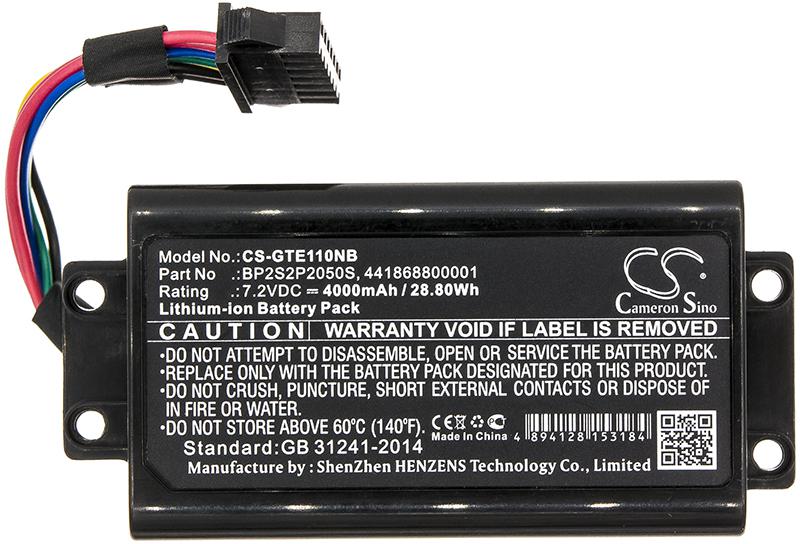 Model No.:CS-GTE110NB
Part No .:BP2S2P2050S, 441868800001
Rating :7.2VDC ⎓ 4000mAh / 28.80Wh
Lithium-ion Battery Pack
CS
Cameron Sino
CAUTION WARRANTY VOID IF LABEL IS REMOVED
*DO NOT ATTEMPT TO DISASSEMBLE, OPEN OR SERVICE THE BATTERY PACK.
*REPLACE ONLY WITH THE BATTERY PACK DESIGNATED FOR THIS PRODUCT.
*DO NOT CRUSH, PUNCTURE, SHORT EXTERNAL CONTACTS OR DISPOSE OF
IN FIRE OR WATER.
*DO NOT STORE ABOVE 60°C (140°F).
CE
Made In China
4 894128 153184
Standard:GB 31241-2014
Manufacture by : ShenZhen HENZENS Technology Co., Limited